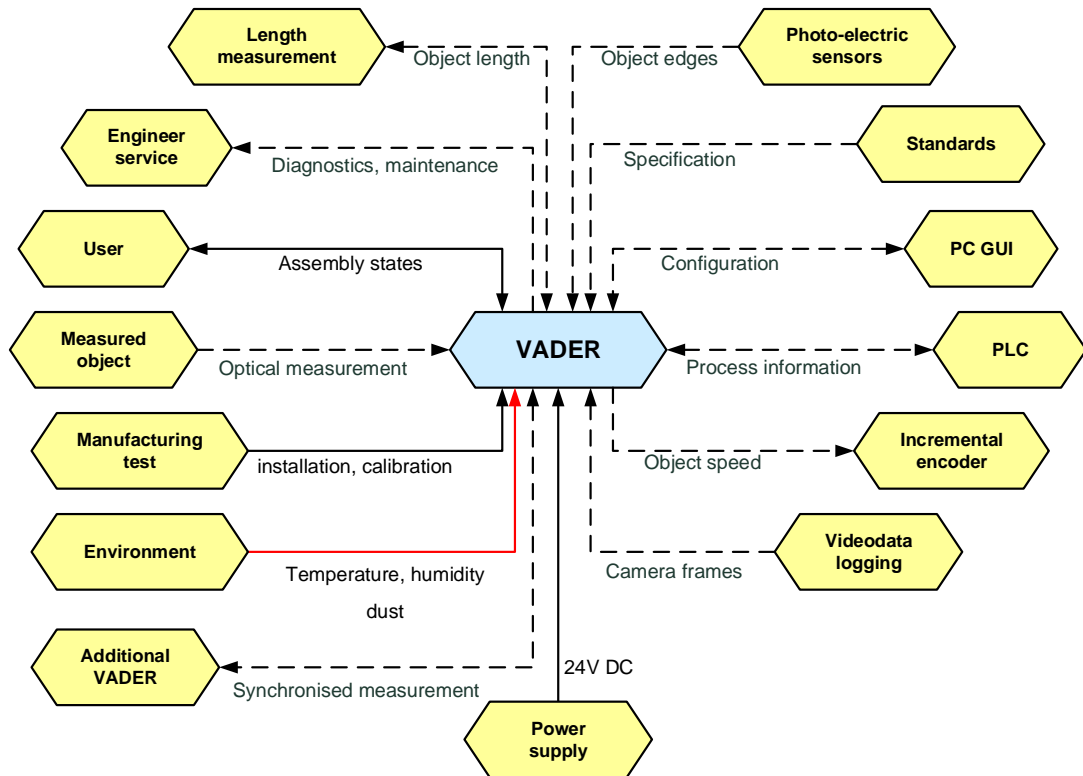 Length
measurement
Object length
Object edges
Photo-electric
sensors
Engineer
service
Diagnostics, maintenance
Specification
Standards
User
Assembly states
Configuration
PC GUI
Measured
object
Optical measurement
VADER
Process information
PLC
Manufacturing
test
installation, calibration
Object speed
Incremental
encoder
Environment
Temperature, humidity
dust
Camera frames
Videodata
logging
Additional
VADER
Synchronised measurement
24V DC
Power
supply